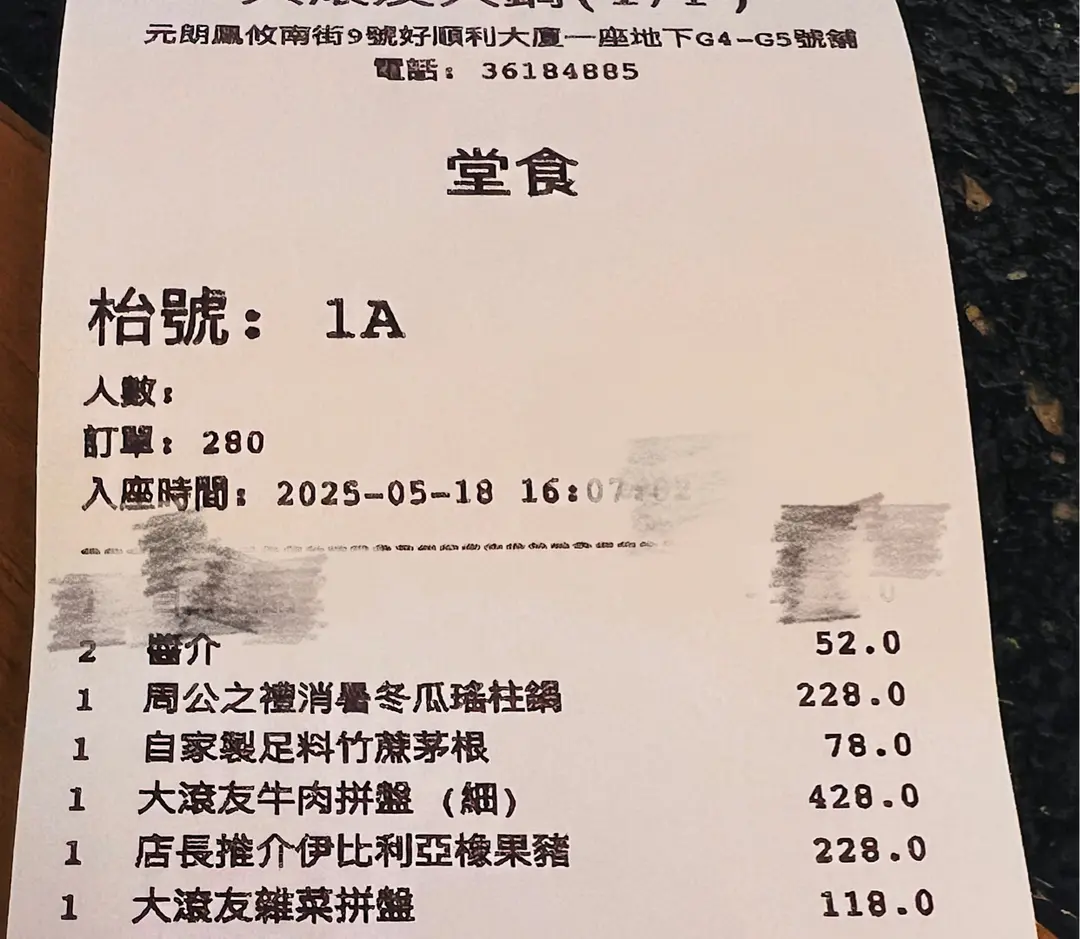 元朗鳳攸南街9號好順利大廈一座地下G4-G5號舖
電話: 36184885
堂食
枱號: 1A
人數:
訂單: 280
入座時間: 2025-05-18 16:07:02
2 醬介 52.0
1 周公之禮消暑冬瓜瑤柱鍋 228.0
1 自家製足料竹蔗茅根 78.0
1 大滾友牛肉拼盤 (細) 428.0
1 店長推介伊比利亞橡果豬 228.0
1 大滾友雜菜拼盤 118.0